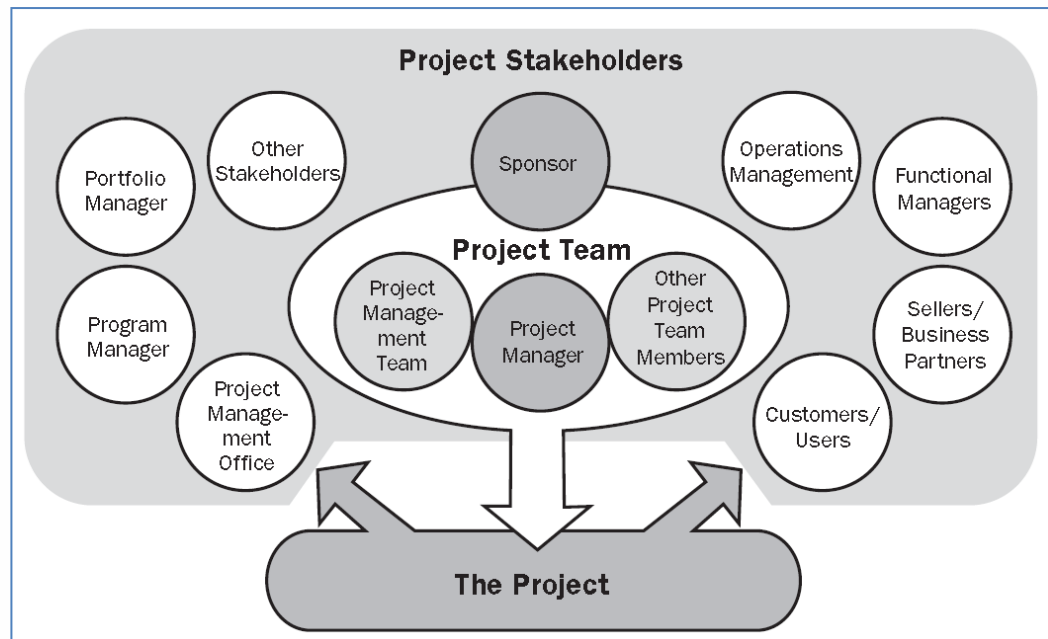 Project Stakeholders
Portfolio
Manager
Other
Stakeholders
Sponsor
Operations
Management
Functional
Managers
Project Team
Program
Manager
Project
Manage-
ment
Team
Project
Manager
Other
Project
Team
Members
Sellers/
Business
Partners
Project
Manage-
ment
Office
Customers/
Users
The Project